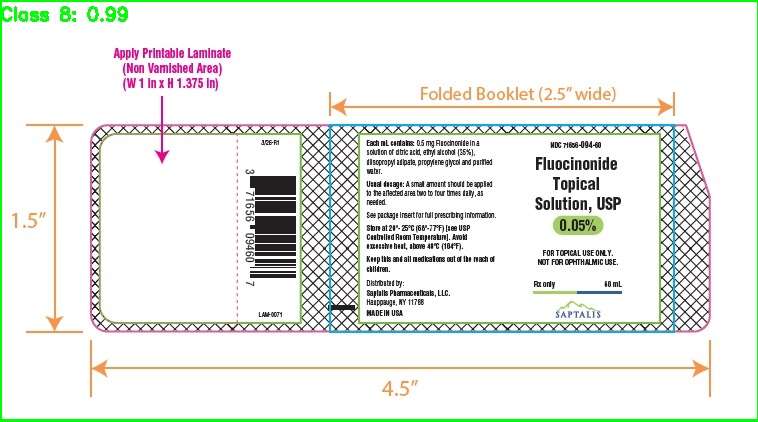 Class 8: 0.99
Apply Printable Laminate
(Non Varnished Area)
(W 1 in x H 1.375 in)
Folded Booklet (2.5” wide)
1.5”
3/25-R1
3 71656 09460 7
LAM-0071
Each mL contains: 0.5 mg Fluocinonide in a
solution of citric acid, ethyl alcohol (35%),
diisopropyl adipate, propylene glycol and purified
water.
Usual dosage: A small amount should be applied
to the affected area two to four times daily, as
needed.
See package insert for full prescribing information.
Store at 20°- 25°C (68°-77°F) [see USP
Controlled Room Temperature]. Avoid
excessive heat, above 40°C (104°F).
Keep this and all medications out of the reach of
children.
Distributed by:
Saptalis Pharmaceuticals, LLC.
Hauppauge, NY 11788
MADE IN USA
NDC 71656-094-60
Fluocinonide
Topical
Solution, USP
0.05%
FOR TOPICAL USE ONLY.
NOT FOR OPHTHALMIC USE.
Rx only 60 mL
SAPTALIS
4.5”